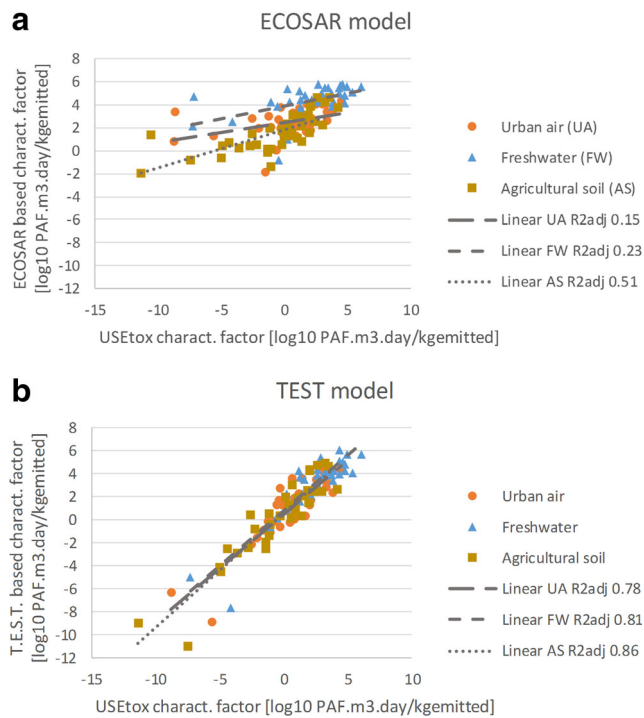 a
ECOSAR model
ECOSAR based charact. factor
[log10 PAF.m3.day/kgemitted]
8
6
4
2
0
-2
-4
-6
-8
-10
-12
-15
-10
-5
0
5
10
USEtox charact. factor [log10 PAF.m3.day/kgemitted]
Urban air (UA)
Freshwater (FW)
Agricultural soil (AS)
Linear UA R2adj 0.15
Linear FW R2adj 0.23
Linear AS R2adj 0.51
b
TEST model
T.E.S.T. based charact. factor
[log10 PAF.m3.day/kgemitted]
8
6
4
2
0
-2
-4
-6
-8
-10
-12
-15
-10
-5
0
5
10
USEtox charact. factor [log10 PAF.m3.day/kgemitted]
Urban air
Freshwater
Agricultural soil
Linear UA R2adj 0.78
Linear FW R2adj 0.81
Linear AS R2adj 0.86